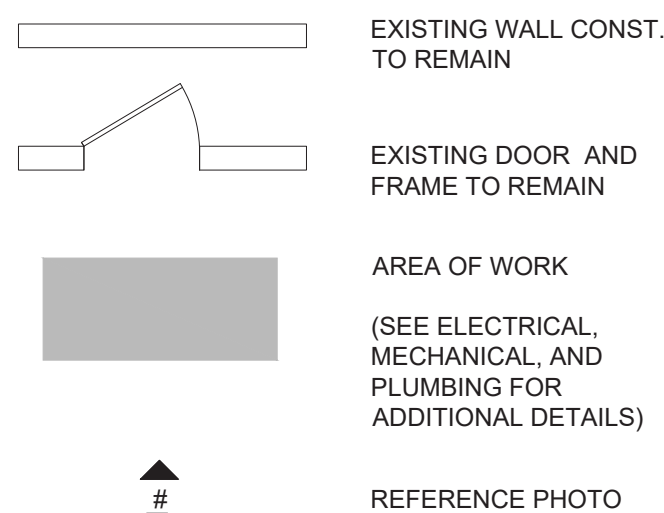 EXISTING WALL CONST.
TO REMAIN
EXISTING DOOR AND
FRAME TO REMAIN
AREA OF WORK
(SEE ELECTRICAL,
MECHANICAL, AND
PLUMBING FOR
ADDITIONAL DETAILS)
#
REFERENCE PHOTO